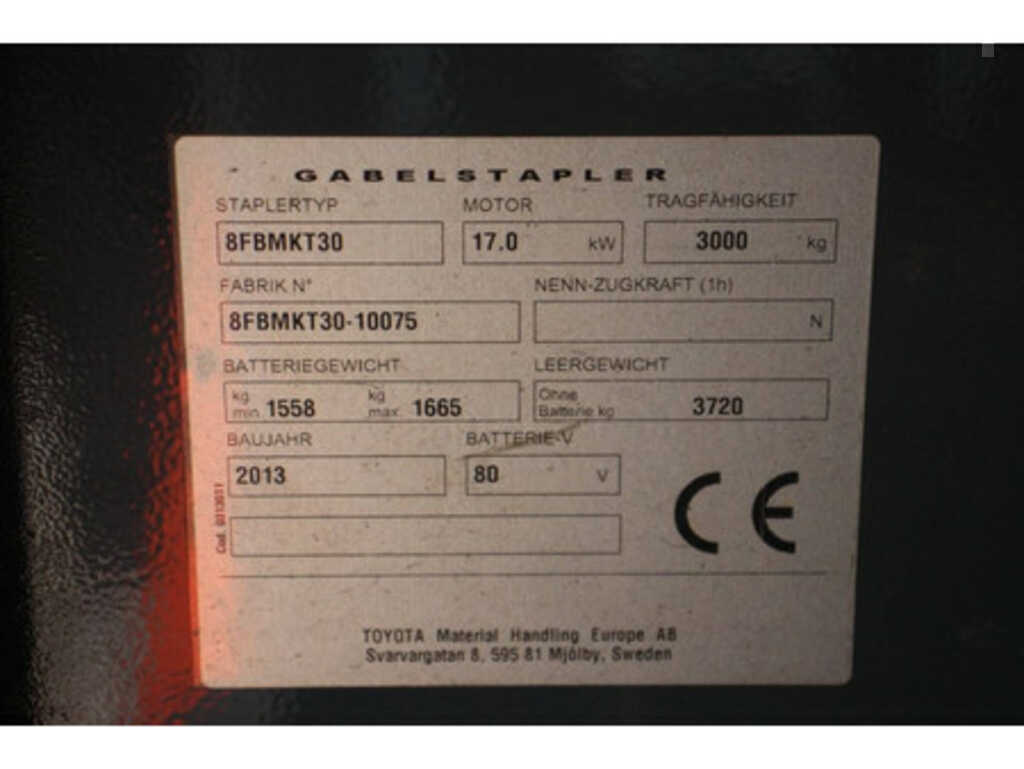 GABELSTAPLER
STAPLERTYP MOTOR TRAGFÄHIGKEIT
8FBMKT30 17.0 kW 3000 kg
FABRIK N° NENN-ZUGKRAFT (1h)
8FBMKT30-10075 N
BATTERIEGEWICHT LEERGEWICHT
kg min. 1558 kg max. 1665 Ohne Batterie kg 3720
BAUJAHR BATTERIE-V
2013 80 V
CE
TOYOTA Material Handling Europe AB
Svarvargatan 8, 595 81 Mjölby, Sweden